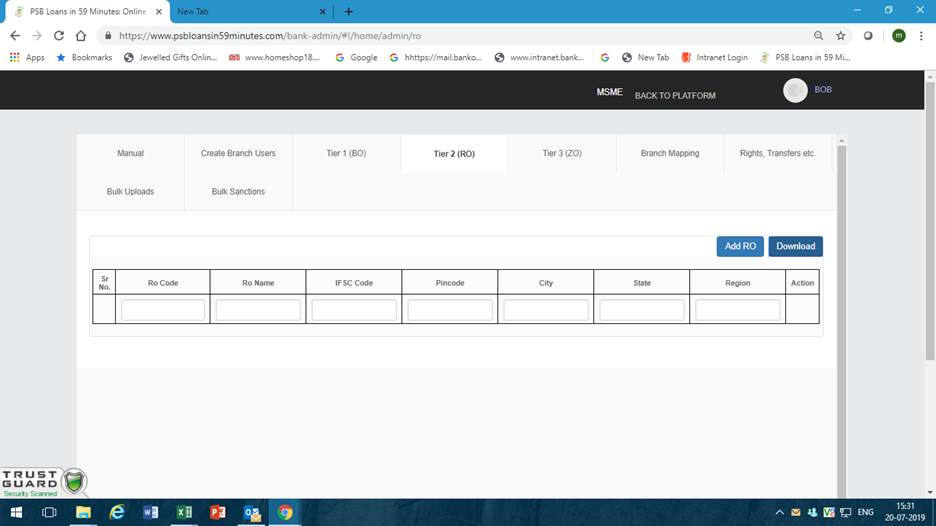 PSB Loans in 59 Minutes: Online
New Tab
https://www.psbloansin59minutes.com/bank-admin/#!/home/admin/ro
Apps Bookmarks Jewelled Gifts Onlin... www.homeshop18.... Google hhttps://mail.banko... www.intranet.bank... New Tab Intranet Login PSB Loans in 59 Mi...
MSME BACK TO PLATFORM BOB
Manual Create Branch Users Tier 1 (BO) Tier 2 (RO) Tier 3 (ZO) Branch Mapping Rights, Transfers etc.
Bulk Uploads Bulk Sanctions
Add RO Download
Sr No. Ro Code Ro Name IFSC Code Pincode City State Region Action
TRUST
GUARD
Security Scanned
ENG 15:31
20-07-2019